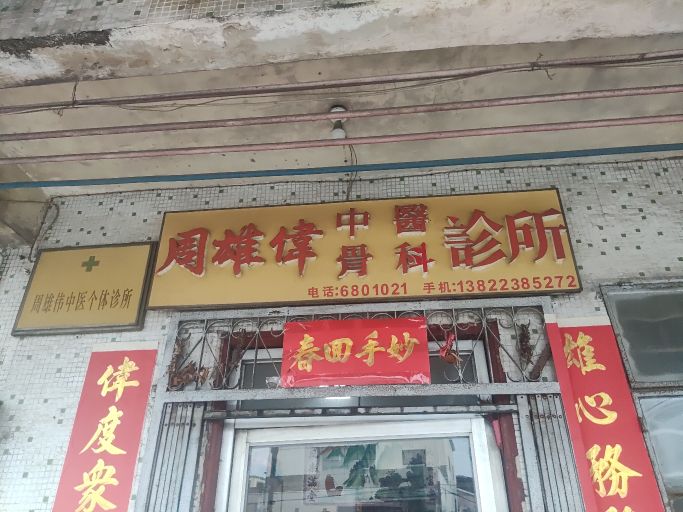 周雄伟中医个体诊所
周雄偉中醫骨科診所
电话:6801021 手机:13822385272
春回手妙
偉度衆
雄心務